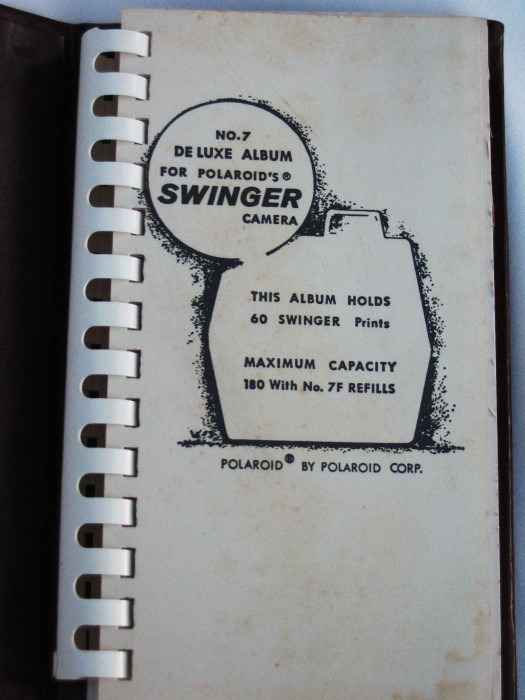 NO.7
DE LUXE ALBUM
FOR POLAROID'S ®
SWINGER
CAMERA
THIS ALBUM HOLDS
60 SWINGER Prints
MAXIMUM CAPACITY
180 With No. 7F REFILLS
POLAROID® BY POLAROID CORP.